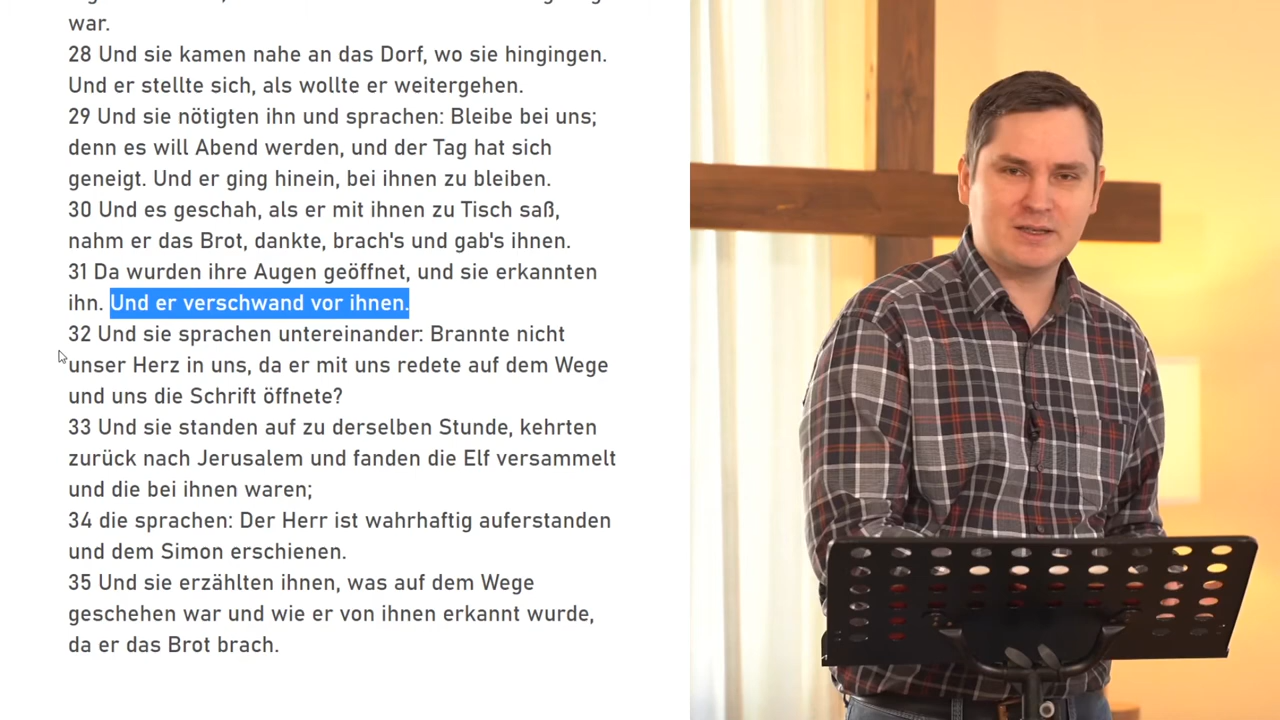 war.
28 Und sie kamen nahe an das Dorf, wo sie hingingen.
Und er stellte sich, als wollte er weitergehen.
29 Und sie nötigten ihn und sprachen: Bleibe bei uns;
denn es will Abend werden, und der Tag hat sich
geneigt. Und er ging hinein, bei ihnen zu bleiben.
30 Und es geschah, als er mit ihnen zu Tisch saß,
nahm er das Brot, dankte, brach's und gab's ihnen.
31 Da wurden ihre Augen geöffnet, und sie erkannten
ihn. Und er verschwand vor ihnen.
32 Und sie sprachen untereinander: Brannte nicht
unser Herz in uns, da er mit uns redete auf dem Wege
und uns die Schrift öffnete?
33 Und sie standen auf zu derselben Stunde, kehrten
zurück nach Jerusalem und fanden die Elf versammelt
und die bei ihnen waren;
34 die sprachen: Der Herr ist wahrhaftig auferstanden
und dem Simon erschienen.
35 Und sie erzählten ihnen, was auf dem Wege
geschehen war und wie er von ihnen erkannt wurde,
da er das Brot brach.